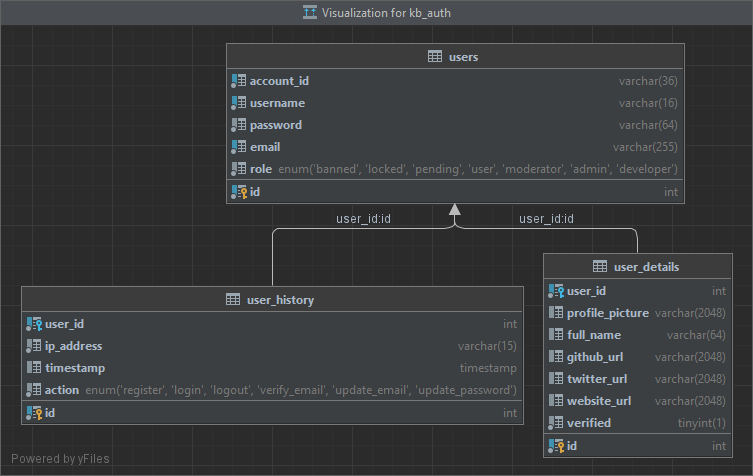 Visualization for kb_auth
users
account_id varchar(36)
username varchar(16)
password varchar(64)
email varchar(255)
role enum('banned', 'locked', 'pending', 'user', 'moderator', 'admin', 'developer')
id int
user_id:id user_id:id
user_history
user_id int
ip_address varchar(15)
timestamp timestamp
action enum('register', 'login', 'logout', 'verify_email', 'update_email', 'update_password')
id int
user_details
user_id int
profile_picture varchar(2048)
full_name varchar(64)
github_url varchar(2048)
twitter_url varchar(2048)
website_url varchar(2048)
verified tinyint(1)
id int
Powered by yFiles